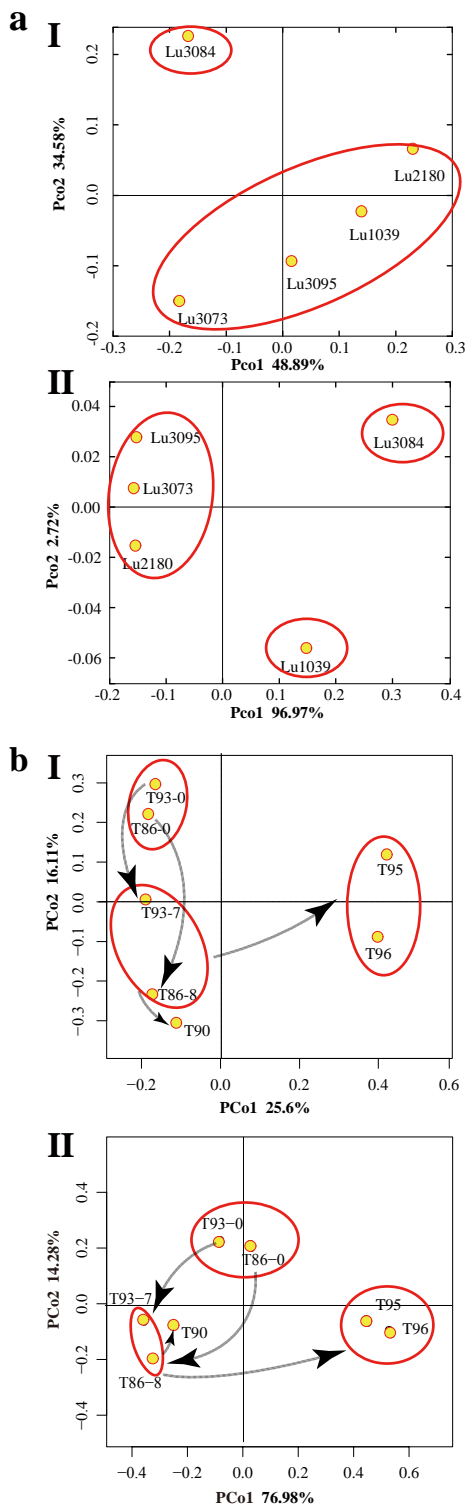 a
I
Lu3084
0.2
0.1
0.0
-0.1
-0.2
Pco2 34.58%
Lu2180
Lu1039
Lu3095
Lu3073
-0.3 -0.2 -0.1 0.0 0.1 0.2 0.3
Pco1 48.89%
II
0.04
0.02
0.00
-0.02
-0.04
-0.06
Pco2 2.72%
Lu3095
Lu3084
Lu3073
Lu2180
Lu1039
-0.2 -0.1 0.0 0.1 0.2 0.3 0.4
Pco1 96.97%
b
I
0.3
0.2
0.1
0.0
-0.1
-0.2
-0.3
PCo2 16.11%
T93-0
T86-0
T95
T93-7
T96
T86-8
T90
-0.2 0.0 0.2 0.4 0.6
PCo1 25.6%
II
0.4
0.2
0.0
−0.2
−0.4
PCo2 14.28%
T93−0
T86−0
T93−7
T95
T90
T96
T86−8
−0.4 −0.2 0.0 0.2 0.4 0.6
PCo1 76.98%